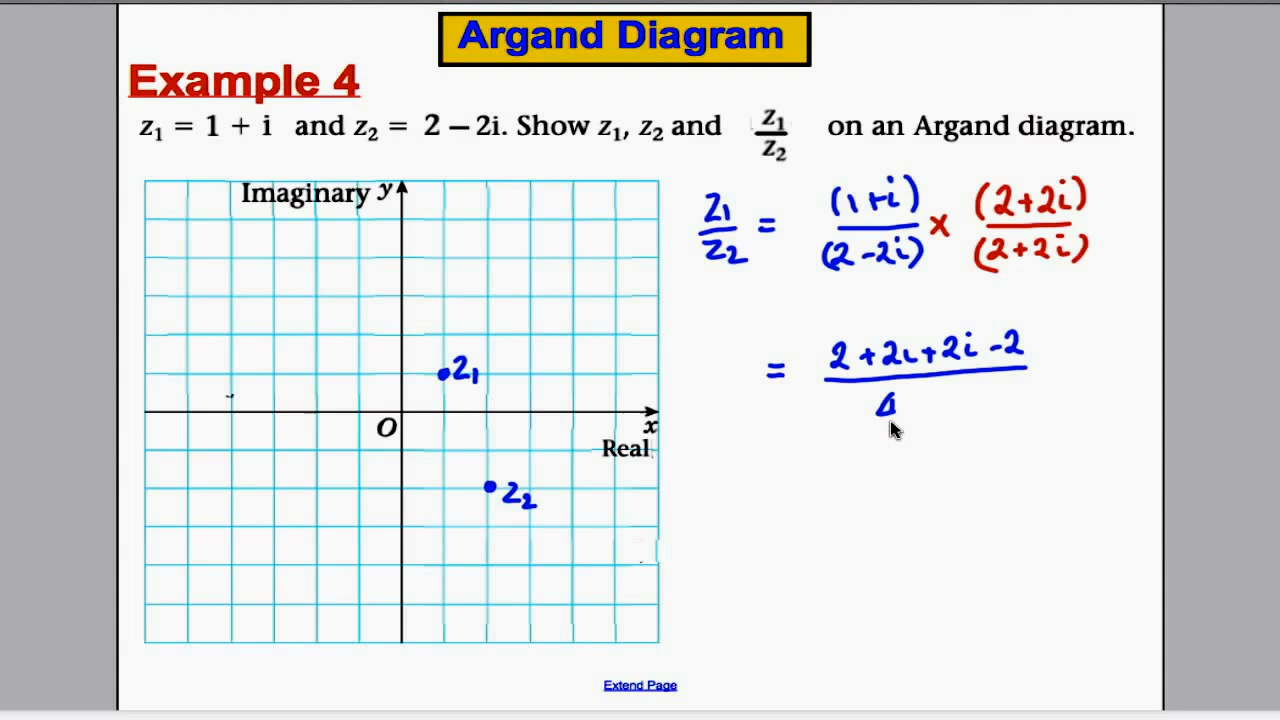 Argand Diagram
Example 4
z₁ = 1 + i and z₂ = 2 – 2i. Show z₁, z₂ and z₁/z₂ on an Argand diagram.
Imaginary y
z₁/z₂ = (1+i)/(2-2i) × (2+2i)/(2+2i)
= (2+2i+2i-2)/4
z₁
O
x
Real
z₂
Extend Page